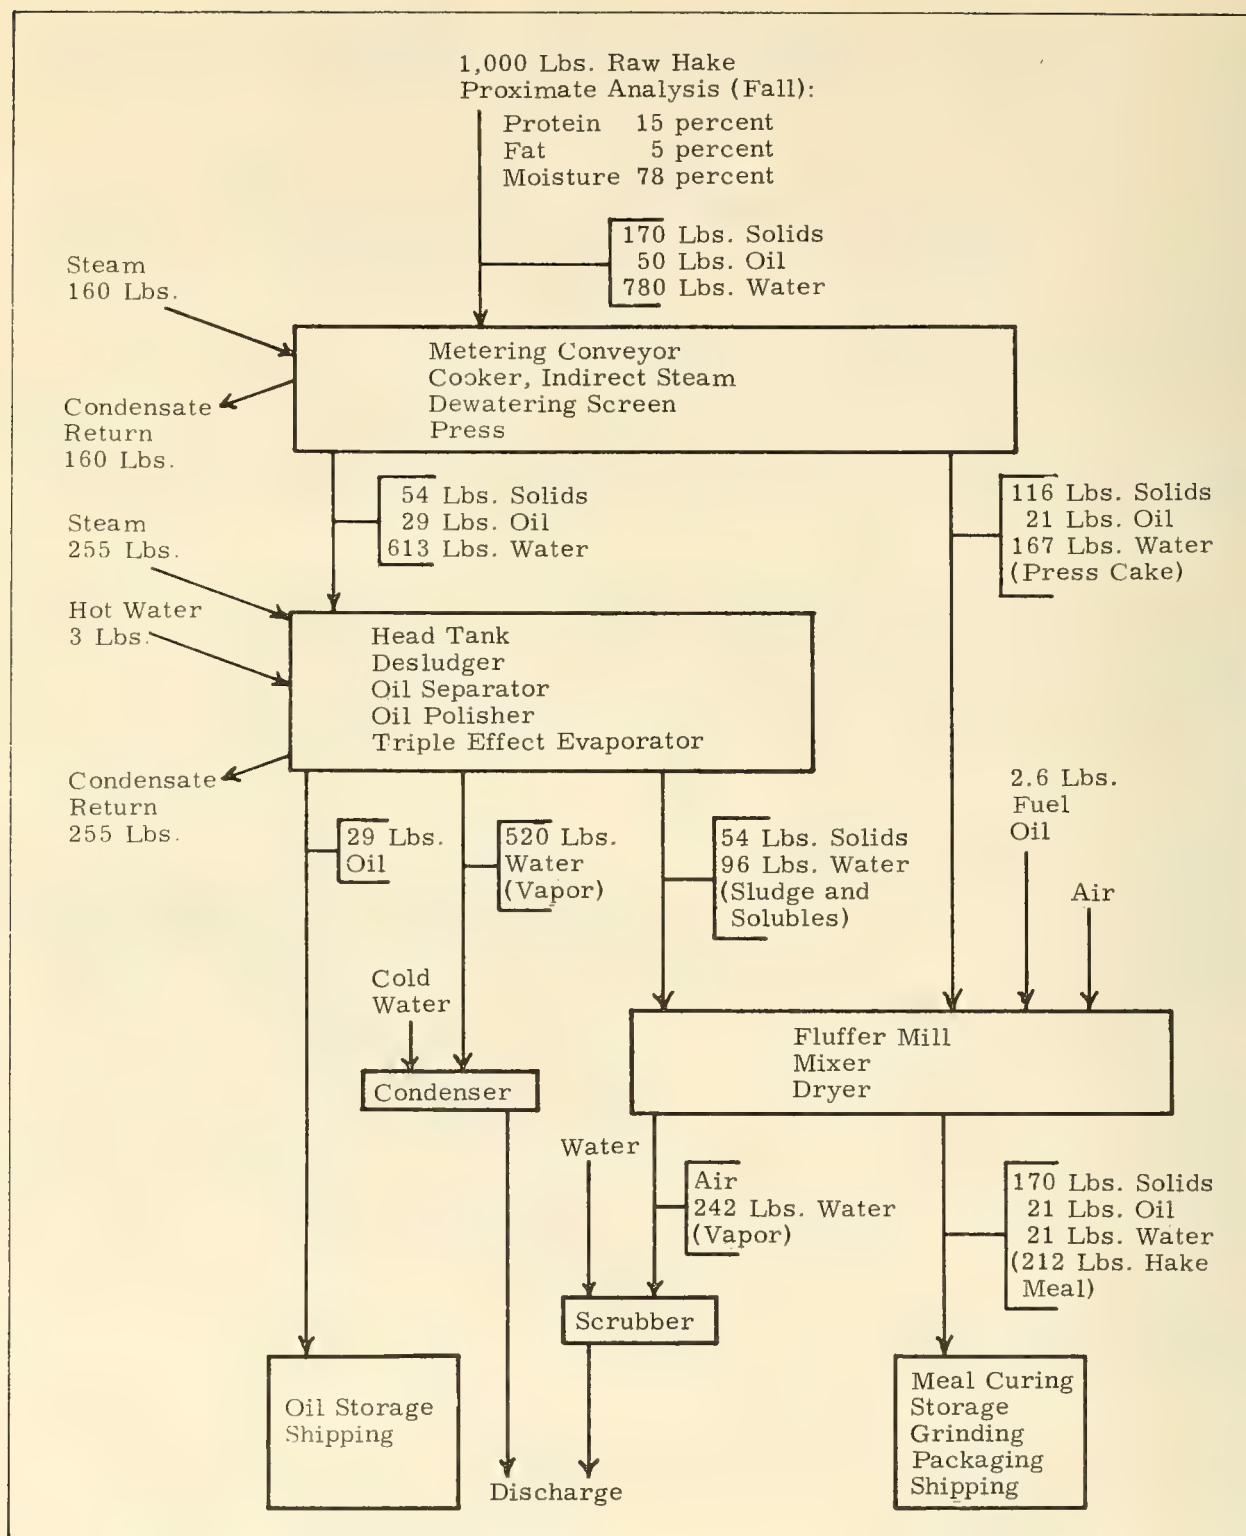 1,000 Lbs. Raw Hake
Proximate Analysis (Fall):
Protein 15 percent
Fat 5 percent
Moisture 78 percent
170 Lbs. Solids
50 Lbs. Oil
780 Lbs. Water
Steam
160 Lbs.
Metering Conveyor
Cooker, Indirect Steam
Dewatering Screen
Press
Condensate
Return
160 Lbs.
54 Lbs. Solids
29 Lbs. Oil
613 Lbs. Water
116 Lbs. Solids
21 Lbs. Oil
167 Lbs. Water
(Press Cake)
Steam
255 Lbs.
Hot Water
3 Lbs.
Head Tank
Desludger
Oil Separator
Oil Polisher
Triple Effect Evaporator
Condensate
Return
255 Lbs.
29 Lbs.
Oil
520 Lbs.
Water
(Vapor)
54 Lbs. Solids
96 Lbs. Water
(Sludge and
Solubles)
2.6 Lbs.
Fuel
Oil
Air
Cold
Water
Fluffer Mill
Mixer
Dryer
Condenser
Water
Air
242 Lbs. Water
(Vapor)
170 Lbs. Solids
21 Lbs. Oil
21 Lbs. Water
(212 Lbs. Hake
Meal)
Scrubber
Oil Storage
Shipping
Meal Curing
Storage
Grinding
Packaging
Shipping
Discharge